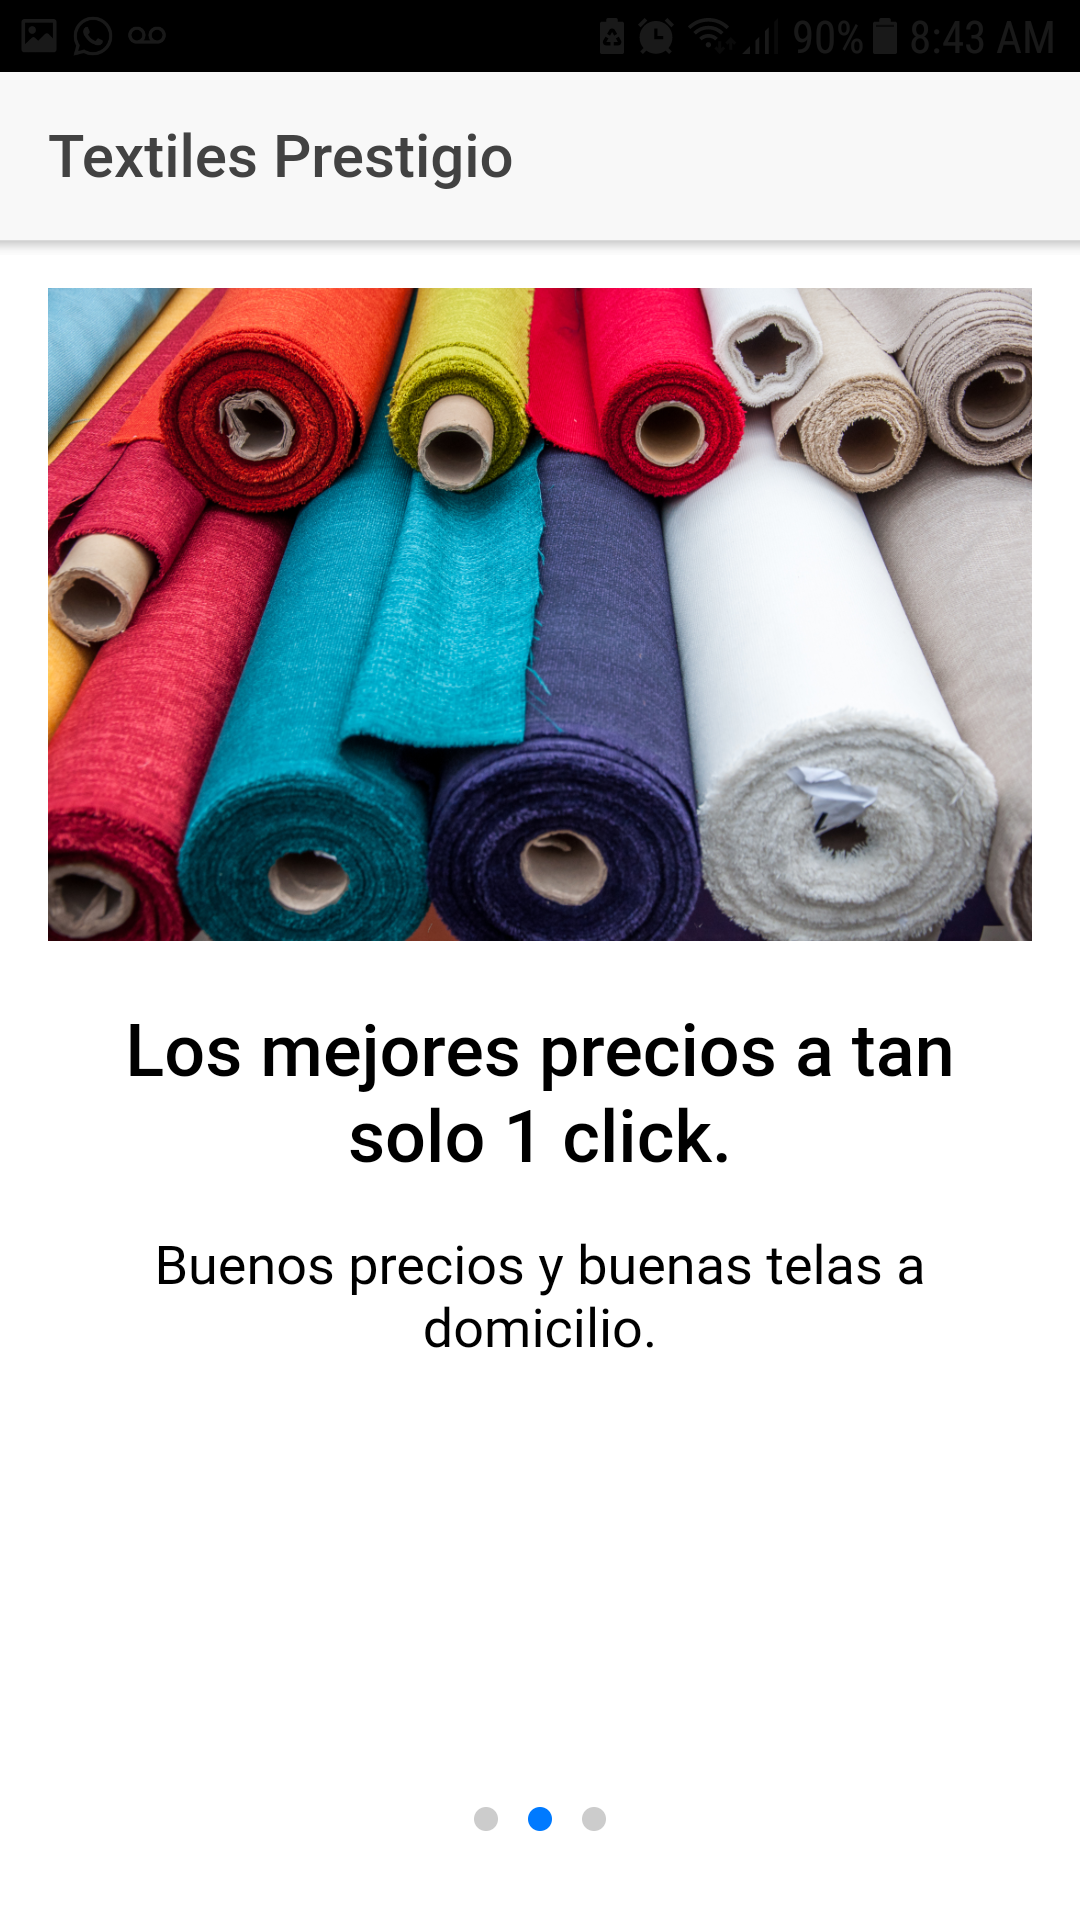 90% 8:43 AM
Textiles Prestigio
Los mejores precios a tan
solo 1 click.
Buenos precios y buenas telas a
domicilio.